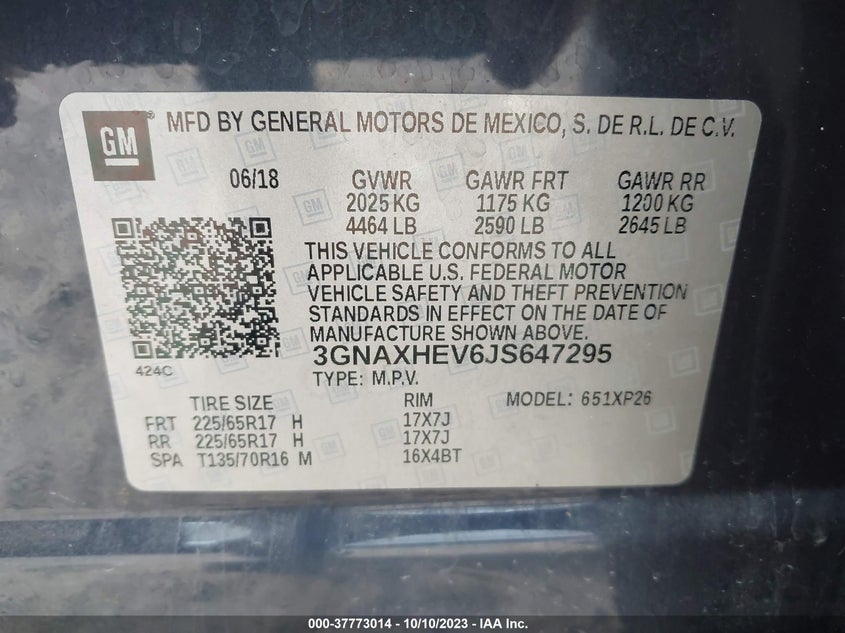 GM
MFD BY GENERAL MOTORS DE MEXICO, S. DE R.L. DE C.V.
06/18 GVWR GAWR FRT GAWR RR
2025 KG 1175 KG 1200 KG
4464 LB 2590 LB 2645 LB
THIS VEHICLE CONFORMS TO ALL
APPLICABLE U.S. FEDERAL MOTOR
VEHICLE SAFETY AND THEFT PREVENTION
STANDARDS IN EFFECT ON THE DATE OF
MANUFACTURE SHOWN ABOVE.
3GNAXHEV6JS647295
424C
TYPE: M.P.V.
TIRE SIZE RIM MODEL: 651XP26
FRT 225/65R17 H 17X7J
RR 225/65R17 H 17X7J
SPA T135/70R16 M 16X4BT
000-37773014 - 10/10/2023 - IAA Inc.